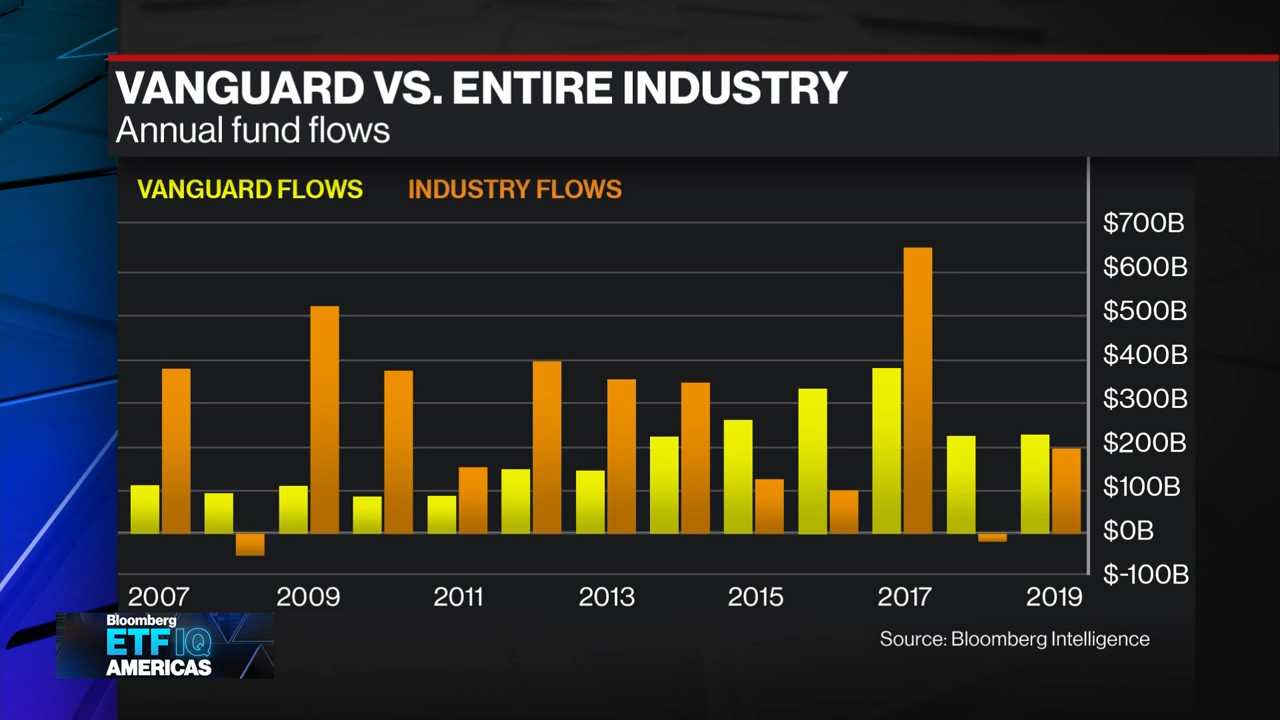 VANGUARD VS. ENTIRE INDUSTRY
Annual fund flows
VANGUARD FLOWS INDUSTRY FLOWS
$700B
$600B
$500B
$400B
$300B
$200B
$100B
$0B
$-100B
2007 2009 2011 2013 2015 2017 2019
Source: Bloomberg Intelligence
Bloomberg
ETF IQ
AMERICAS